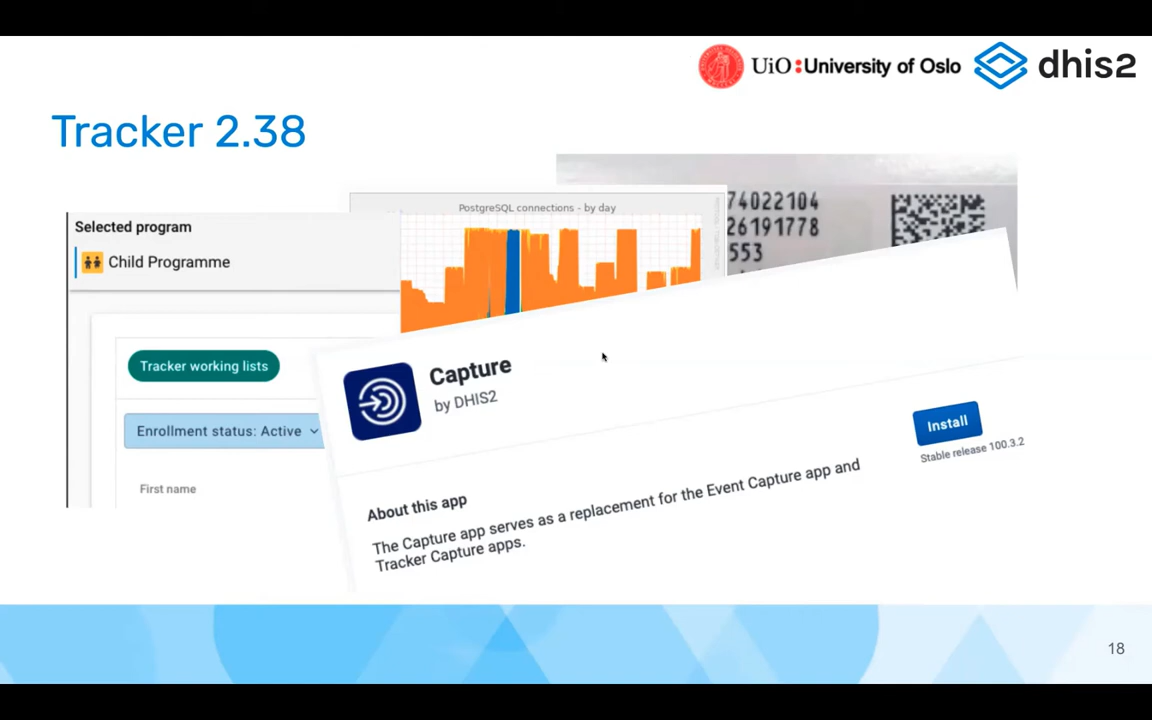 UiO:University of Oslo
dhis2
Tracker 2.38
Selected program
Child Programme
Tracker working lists
Enrollment status: Active
First name
PostgreSQL connections - by day
74022104
26191778
553
Capture
by DHIS2
Install
Stable release 100.3.2
About this app
The Capture app serves as a replacement for the Event Capture app and
Tracker Capture apps.
18